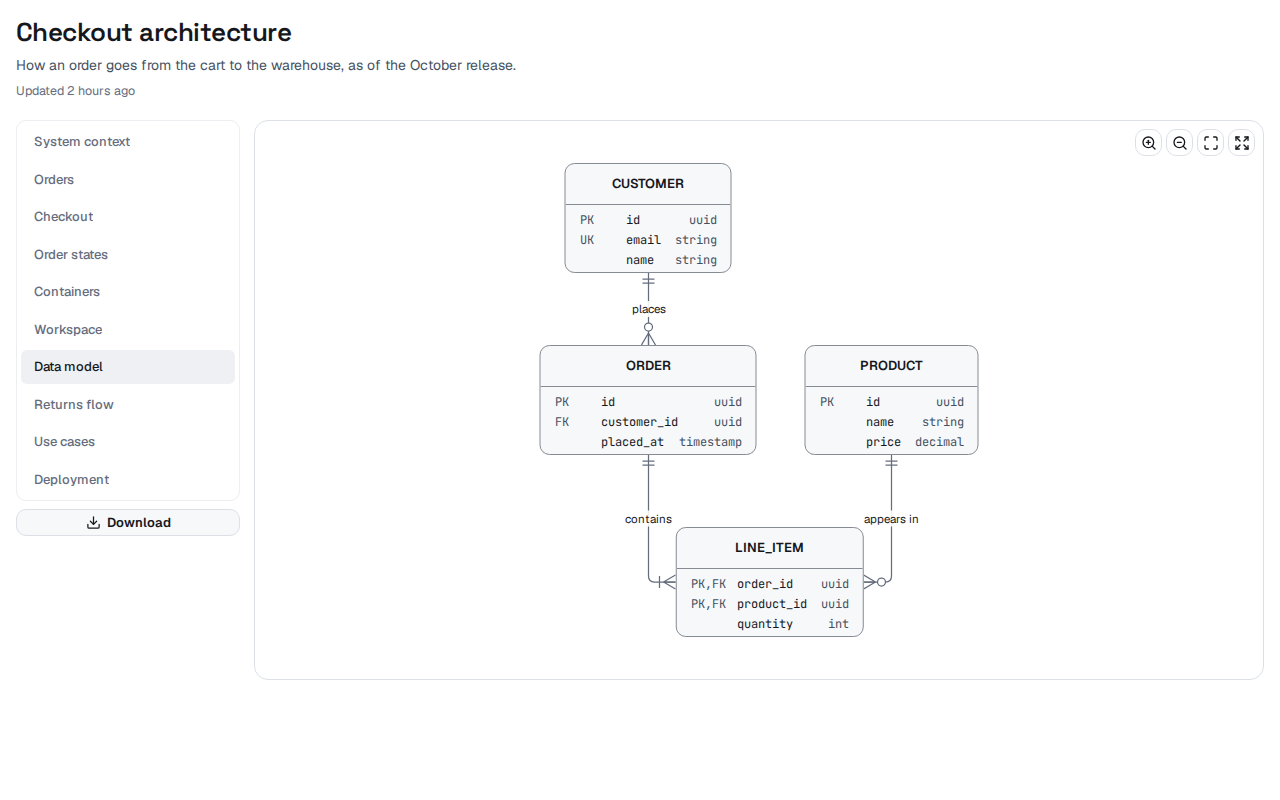 Checkout architecture
How an order goes from the cart to the warehouse, as of the October release.
Updated 2 hours ago
System context
Orders
Checkout
Order states
Containers
Workspace
Data model
Returns flow
Use cases
Deployment
Download
CUSTOMER
PK id uuid
UK email string
name string
places
ORDER
PK id uuid
FK customer_id uuid
placed_at timestamp
PRODUCT
PK id uuid
name string
price decimal
contains
appears in
LINE_ITEM
PK,FK order_id uuid
PK,FK product_id uuid
quantity int